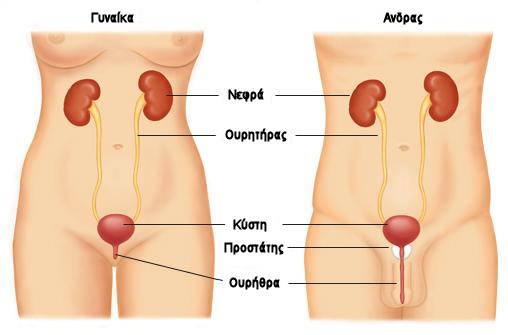 Γυναίκα
Ανδρας
Νεφρά
Ουρητήρας
Κύστη
Προστάτης
Ουρήθρα